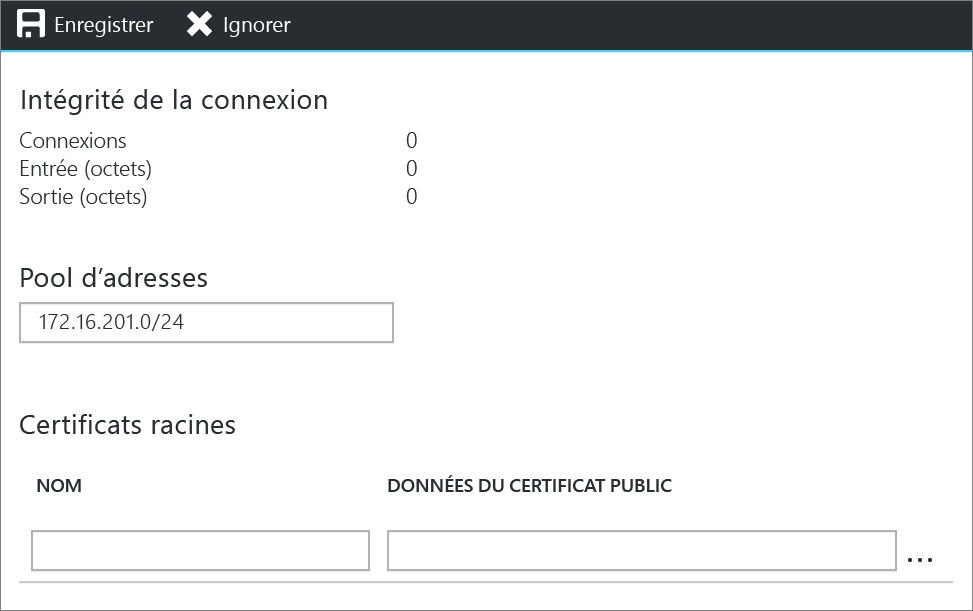 Enregistrer Ignorer
Intégrité de la connexion
Connexions 0
Entrée (octets) 0
Sortie (octets) 0
Pool d’adresses
172.16.201.0/24
Certificats racines
NOM DONNÉES DU CERTIFICAT PUBLIC
...